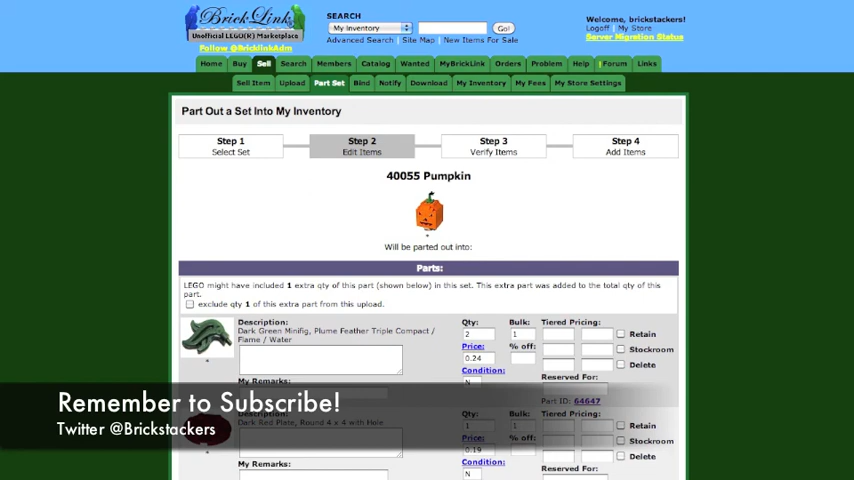 BrickLink
Unofficial LEGO(R) Marketplace
Follow @BricklinkAdm
SEARCH
My Inventory
Go!
Advanced Search | Site Map | New Items For Sale
Welcome, brickstackers!
Logoff | My Store
Server Migration Status
Home Buy Sell Search Members Catalog Wanted MyBrickLink Orders Problem Help Forum Links
Sell Item Upload Part Set Bind Notify Download My Inventory My Fees My Store Settings
Part Out a Set Into My Inventory
Step 1 Step 2 Step 3 Step 4
Select Set Edit Items Verify Items Add Items
40055 Pumpkin
Will be parted out into:
Parts:
LEGO might have included 1 extra qty of this part (shown below) in this set. This extra part was added to the total qty of this
part.
exclude qty 1 of this extra part from this upload.
Description: Qty: Bulk: Tiered Pricing:
Dark Green Minifig, Plume Feather Triple Compact /
Flame / Water
2 1 Retain
Price: % off: Stockroom
0.24 Delete
Condition: Reserved For:
My Remarks: N
Part ID: 64647
Remember to Subscribe!
Twitter @Brickstackers
Description: Qty: Bulk: Tiered Pricing:
Dark Red Plate, Round 4 x 4 with Hole
1 1 Retain
Price: % off: Stockroom
0.19 Delete
Condition: Reserved For:
My Remarks: N